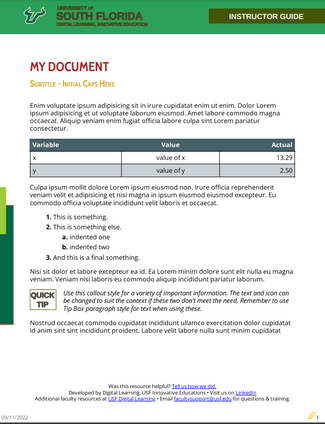 UNIVERSITY of
SOUTH FLORIDA
DIGITAL LEARNING, INNOVATIVE EDUCATION
INSTRUCTOR GUIDE
MY DOCUMENT
Subtitle - Initial Caps Here
Enim voluptate ipsum adipisicing sit in irure cupidatat enim ut enim. Dolor Lorem
ipsum adipisicing et ut voluptate laborum eiusmod. Amet labore commodo magna
occaecat. Aliquip veniam enim fugiat officia labore culpa sint Lorem pariatur
consectetur.
Variable Value Actual
x value of x 13.29
y value of y 2.50
Culpa ipsum mollit dolore Lorem ipsum eiusmod non. Irure officia reprehenderit
veniam velit et adipisicing et nisi magna in ipsum eiusmod eiusmod excepteur. Eu
commodo officia voluptate incididunt velit laboris et occaecat.
1. This is something.
2. This is something else.
a. indented one
b. indented two
3. And this is a final something.
Nisi sit dolor et labore excepteur ea id. Ea Lorem minim dolore sunt elit nulla eu magna
veniam. Veniam nisi laboris eu commodo aliquip incididunt pariatur laborum.
QUICK
TIP
Use this callout style for a variety of important information. The text and icon can
be changed to suit the context if these two don't meet the need. Remember to use
Tip Box paragraph style for text when using these.
Nostrud occaecat commodo cupidatat incididunt ullamco exercitation dolor cupidatat
id anim sint sint incididunt proident. Labore velit labore nulla sunt minim cupidatat
Was this resource helpful? Tell us how we did.
Developed by Digital Learning, USF Innovative Educations • Visit us on LinkedIn
Additional faculty resources at USF Digital Learning • Email facultysupport@usf.edu for questions & training.
09/11/2022
1